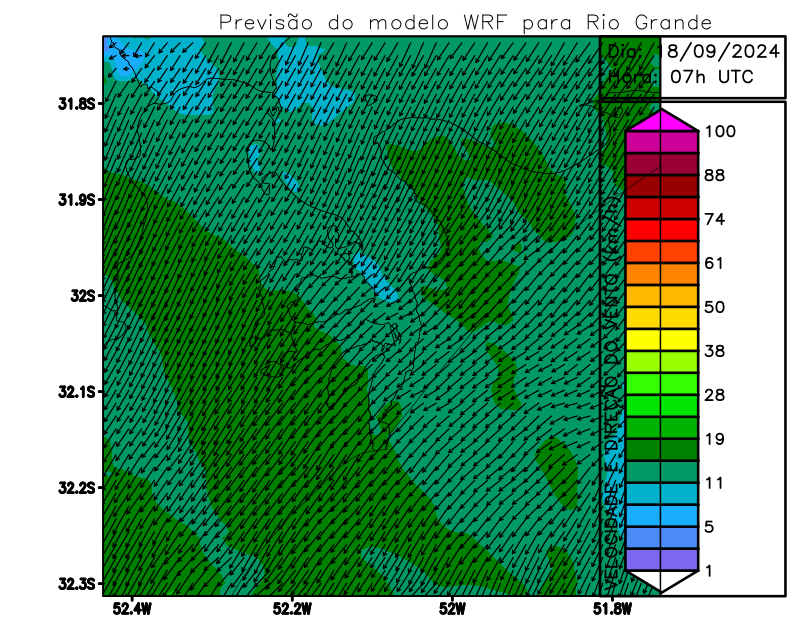 Previsão do modelo WRF para Rio Grande
Dia: 18/09/2024
Hora: 07h UTC
31.8S
31.9S
32S
32.1S
32.2S
32.3S
52.4W
52.2W
52W
51.8W
100
88
74
61
50
38
28
19
11
5
1
VELOCIDADE E DIREÇÃO DO VENTO (km/h)